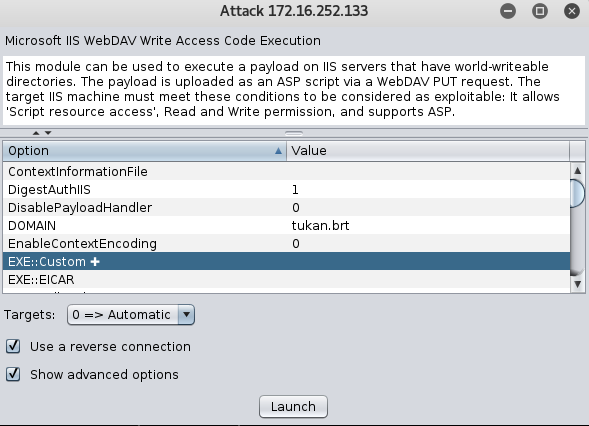 Attack 172.16.252.133
Microsoft IIS WebDAV Write Access Code Execution
This module can be used to execute a payload on IIS servers that have world-writeable
directories. The payload is uploaded as an ASP script via a WebDAV PUT request. The
target IIS machine must meet these conditions to be considered as exploitable: It allows
'Script resource access', Read and Write permission, and supports ASP.
Option Value
ContextInformationFile
DigestAuthIIS 1
DisablePayloadHandler 0
DOMAIN tukan.brt
EnableContextEncoding 0
EXE::Custom +
EXE::EICAR
Targets: 0 => Automatic
Use a reverse connection
Show advanced options
Launch